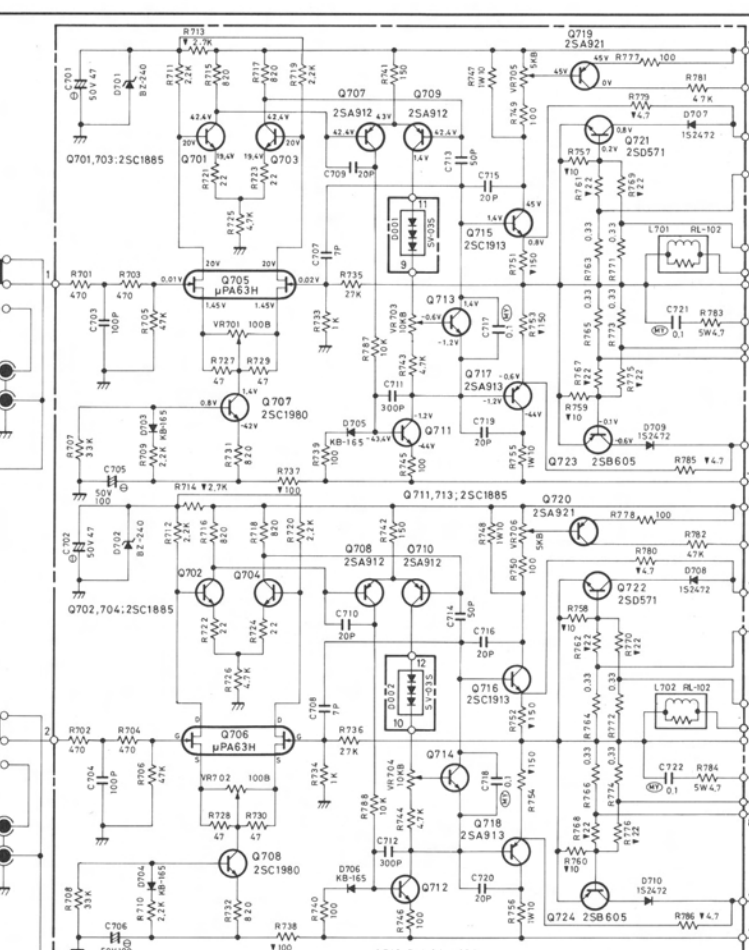 R713
▼ 2.7K
Q719
2SA921
45V R777 100
C701
50V 47
D701
BZ-240
R711
2.2K
R715
820
R717
820
R719
2.2K
R741
150
Q707 Q709
2SA912 2SA912
R747
1W10
VR705
5KB
45V
0V
R781
47K
R749
100
R779
▼4.7
D707
1S2472
42.4V 42.4V 42.4V 43V 42.4V
20V 20V
19.4V 19.4V
Q701 Q703
Q701,703;2SC1885
R721
22
R723
22
R725
4.7K
C709 20P
1.4V
C713
50P
0.8V
0.2V
Q721
2SD571
R757
▼10
R761
▼22
R769
▼22
C715
20P
D001
SV-03S
11
9
45V
1.4V
Q715
2SC1913
0.8V
C707
7P
L701 RL-102
R763
0.33
R771
0.33
R751
▼150
1
R701
470
R703
470
0.01V
20V 20V
Q705
µPA63H
0.02V
1.45V 1.45V
R735
27K
C703
100P
R705
47K
VR701 100B
R727
47
R729
47
R733
1K
R787
10K
VR703
10KB
Q713
-0.6V
1.4V
-1.2V
C717
0.1
MY
R753
▼150
R765
0.33
R773
0.33
C721
MY 0.1
R783
5W4.7
R743
4.7K
Q717
2SA913
-0.6V
-1.2V
-44V
R767
▼22
R775
▼22
R759
▼10
C711
300P
1.4V
0.8V
Q707
2SC1980
-42V
R707
33K
D703
KB-165
R709
2.2K
R731
820
D705
KB-165
-43.4V
-1.2V
Q711
-44V
C719
20P
R739
100
R745
100
R755
1W10
-0.1V
-0.6V
Q723 2SB605
D709
1S2472
R785 ▼4.7
C705
50V
100
R737
▼100
R714 ▼2.7K
Q711,713;2SC1885
Q720
2SA921
R778 100
C702
50V47
D702
BZ-240
R712
2.2K
R716
820
R718
820
R720
2.2K
R742
150
R748
1W10
VR706
5KB
R782
47K
R780
▼4.7
D708
1S2472
R750
100
Q708 Q710
2SA912 2SA912
Q702 Q704
Q702,704;2SC1885
R722
22
R724
22
R726
4.7K
C710
20P
C714
50P
C716
20P
Q722
2SD571
R758
▼10
R762
▼22
R770
▼22
D002
SV-03S
12
10
Q716
2SC1913
C708
7P
R752
▼150
R764
0.33
R772
0.33
L702 RL-102
2
R702
470
R704
470
G D D G
S S
Q706
µPA63H
R736
27K
C704
100P
R706
47K
VR702 100B
R728
47
R730
47
R734
1K
R788
10K
VR704
10KB
Q714
C718
0.1
MY
R754
▼150
R766
0.33
R774
0.33
C722
MY 0.1
R784
5W4.7
R744
4.7K
Q718
2SA913
R768
▼22
R776
▼22
R760
▼10
C712
300P
Q708
2SC1980
R708
33K
D704
KB-165
R710
2.2K
R732
820
D706
KB-165
Q712
C720
20P
R740
100
R746
100
R756
1W10
Q724 2SB605
D710
1S2472
R786 ▼4.7
C706
R738
▼100